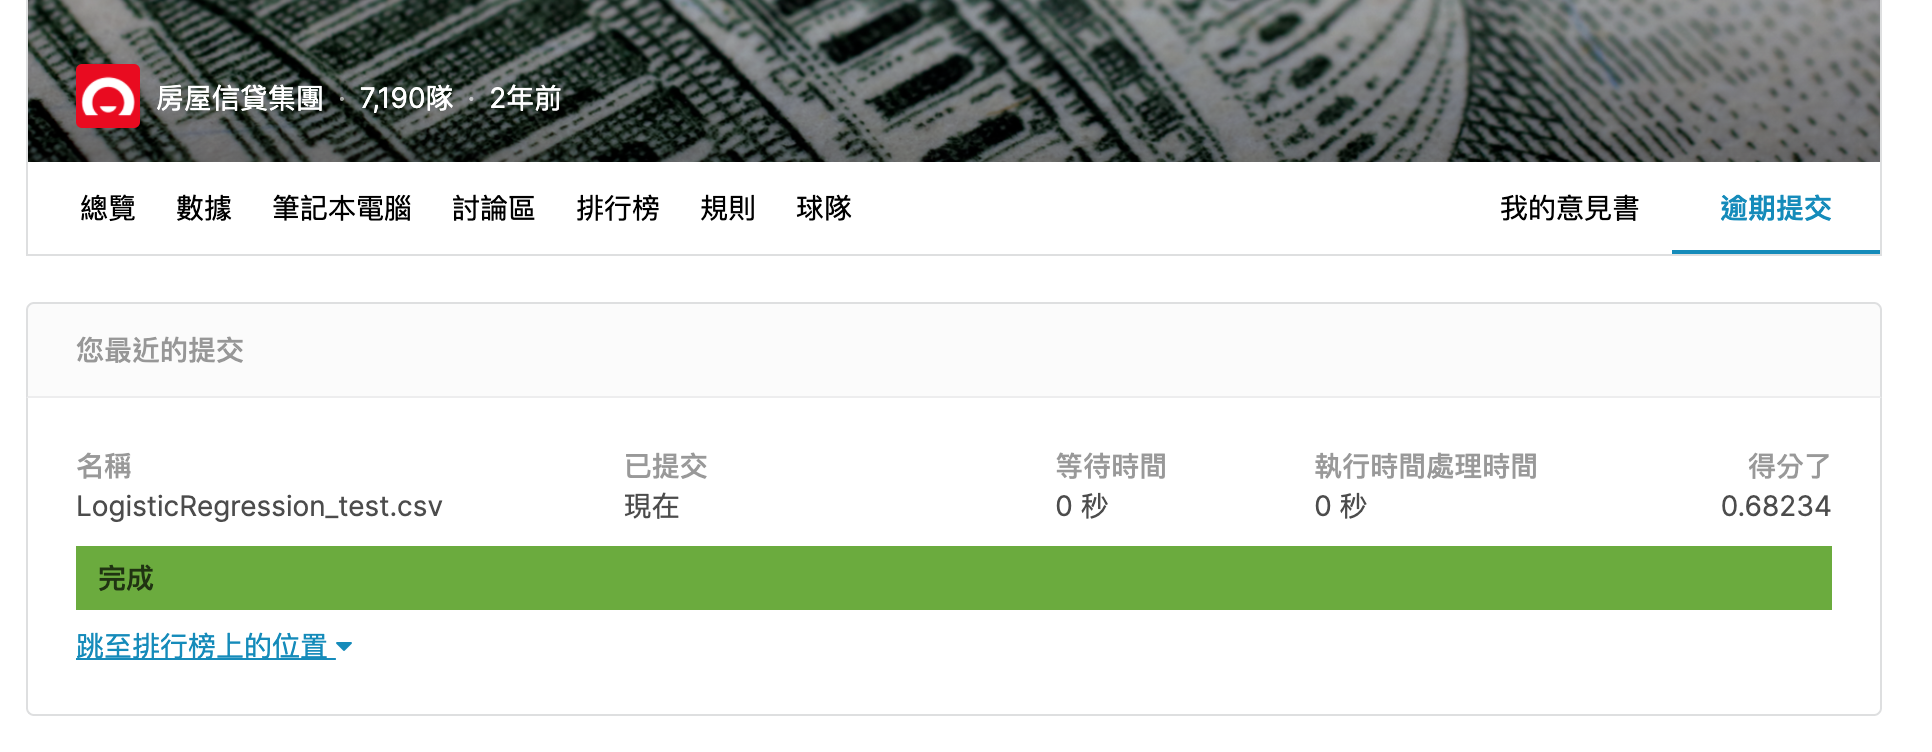 房屋信貸集團 · 7,190隊 · 2年前
總覽 數據 筆記本電腦 討論區 排行榜 規則 球隊 我的意見書 逾期提交
您最近的提交
名稱 已提交 等待時間 執行時間處理時間 得分了
LogisticRegression_test.csv 現在 0 秒 0 秒 0.68234
完成
跳至排行榜上的位置